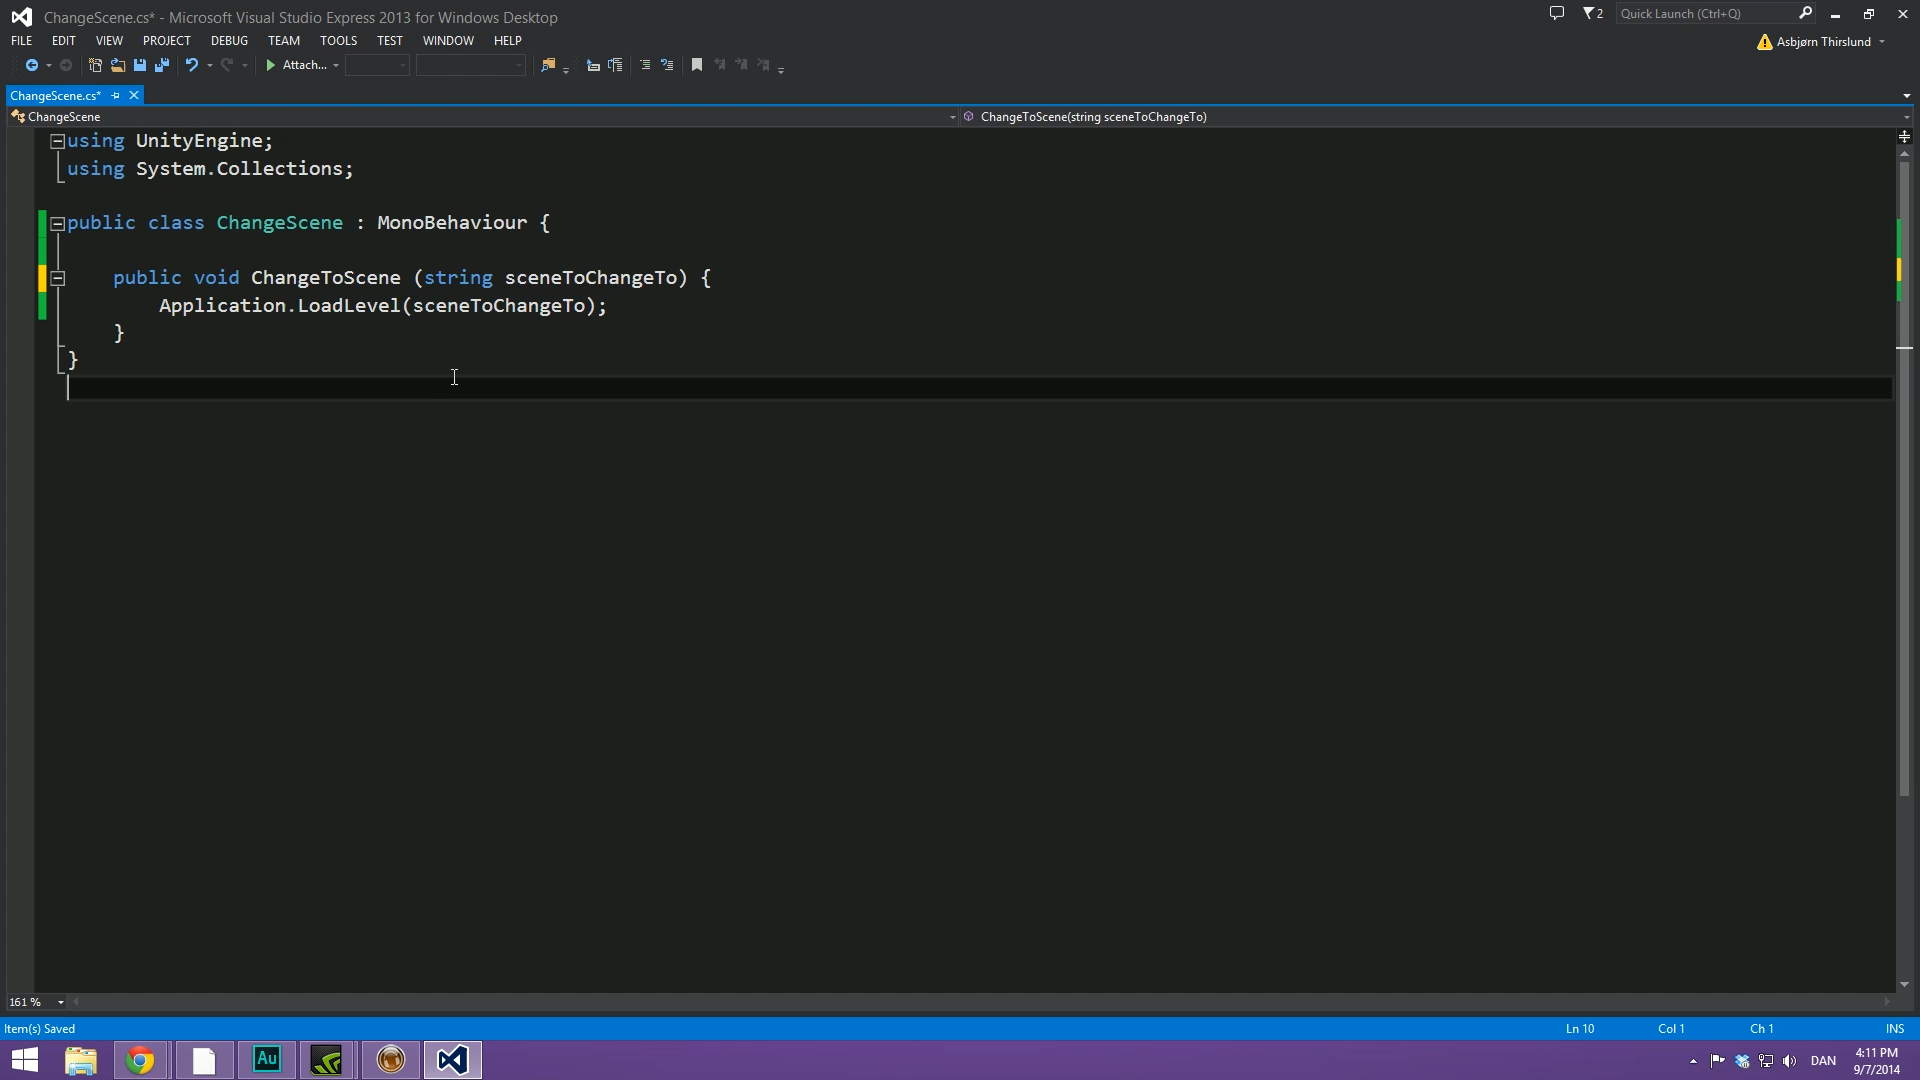 ChangeScene.cs* - Microsoft Visual Studio Express 2013 for Windows Desktop
2
Quick Launch (Ctrl+Q)
FILE EDIT VIEW PROJECT DEBUG TEAM TOOLS TEST WINDOW HELP
Asbjørn Thirslund
Attach...
ChangeScene.cs*
ChangeScene
ChangeToScene(string sceneToChangeTo)
using UnityEngine;
using System.Collections;
public class ChangeScene : MonoBehaviour {
public void ChangeToScene (string sceneToChangeTo) {
Application.LoadLevel(sceneToChangeTo);
}
}
161 %
Item(s) Saved
Ln 10 Col 1 Ch 1 INS
Au
DAN
4:11 PM
9/7/2014